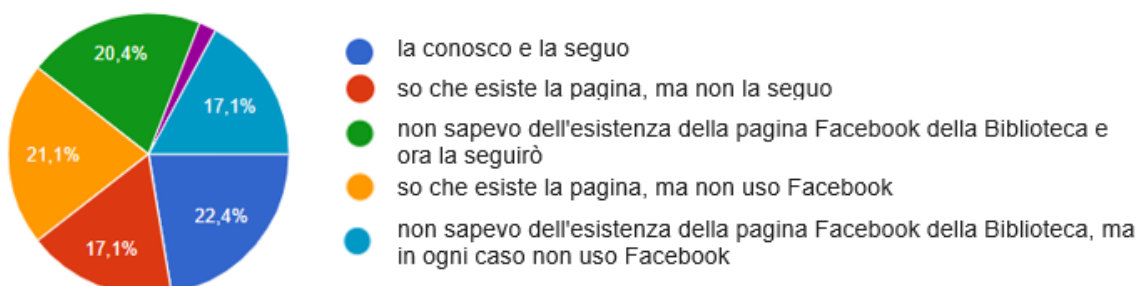 20,4%
17,1%
21,1%
22,4%
17,1%
la conosco e la seguo
so che esiste la pagina, ma non la seguo
non sapevo dell'esistenza della pagina Facebook della Biblioteca e
ora la seguirò
so che esiste la pagina, ma non uso Facebook
non sapevo dell'esistenza della pagina Facebook della Biblioteca, ma
in ogni caso non uso Facebook